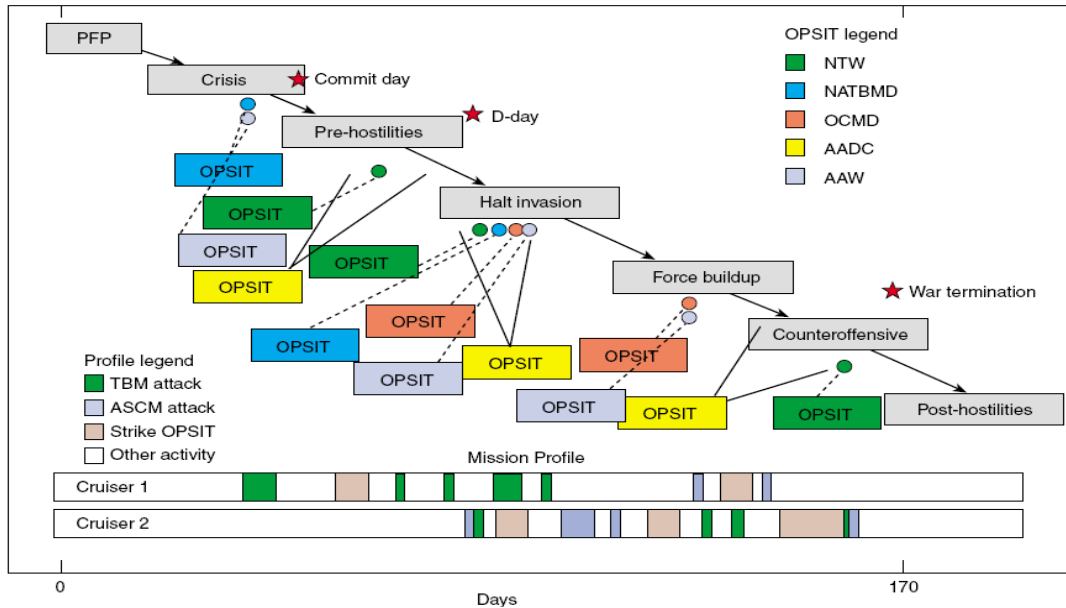 PFP
OPSIT legend
Crisis
Commit day
NTW
NATBMD
D-day
Pre-hostilities
OCMD
AADC
OPSIT
AAW
OPSIT
Halt invasion
OPSIT
OPSIT
OPSIT
Force buildup
War termination
OPSIT
Counteroffensive
OPSIT
OPSIT
OPSIT
Profile legend
OPSIT
TBM attack
OPSIT
OPSIT
OPSIT
Post-hostilities
ASCM attack
Strike OPSIT
Other activity
Mission Profile
Cruiser 1
Cruiser 2
0
170
Days